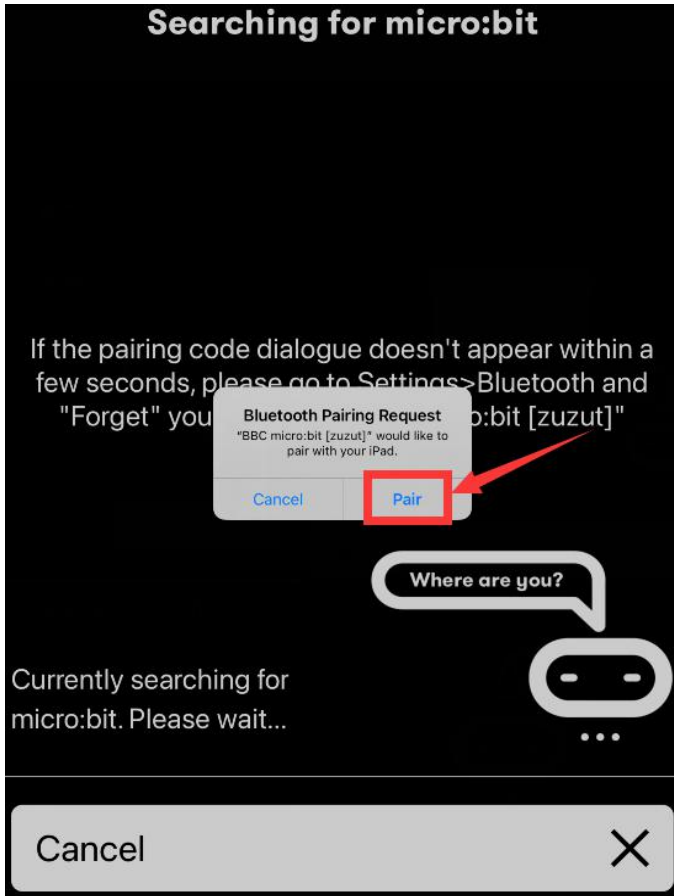 Searching for micro:bit
If the pairing code dialogue doesn't appear within a
few seconds, please go to Settings>Bluetooth and
"Forget" you o:bit [zuzut]"
Bluetooth Pairing Request
"BBC micro:bit [zuzut]" would like to
pair with your iPad.
Cancel Pair
Where are you?
Currently searching for
micro:bit. Please wait...
Cancel